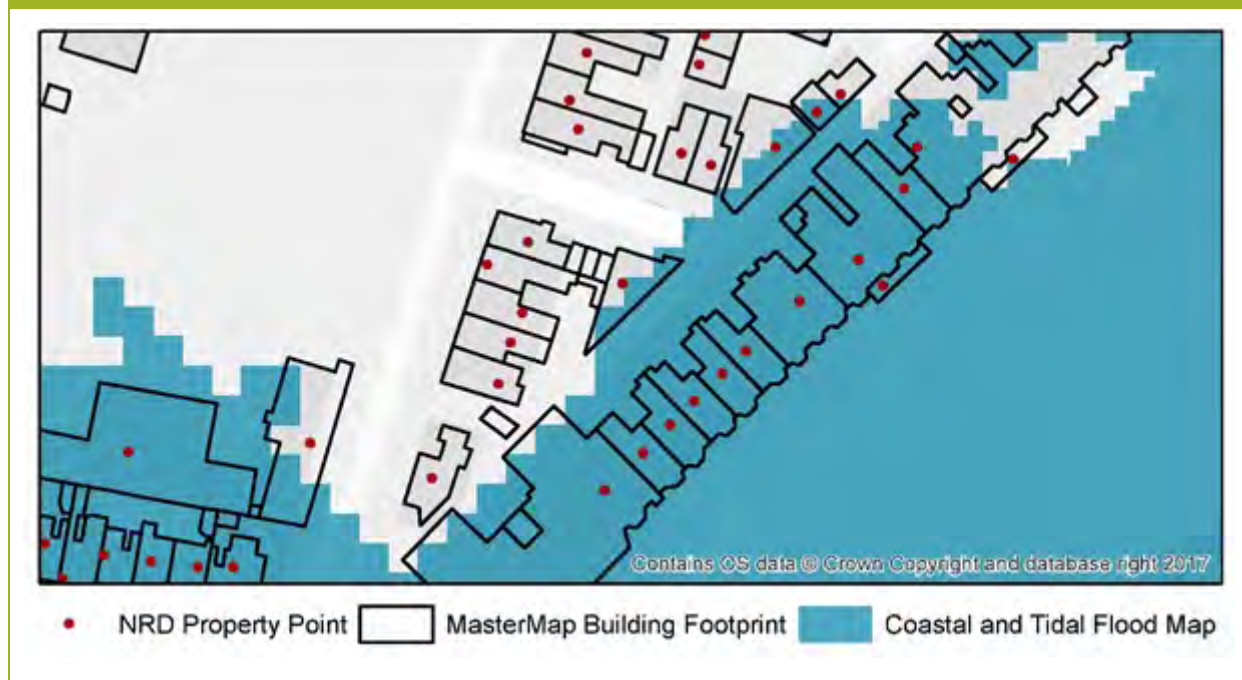 Contains OS data © Crown Copyright and database right 2017
NRD Property Point MasterMap Building Footprint Coastal and Tidal Flood Map